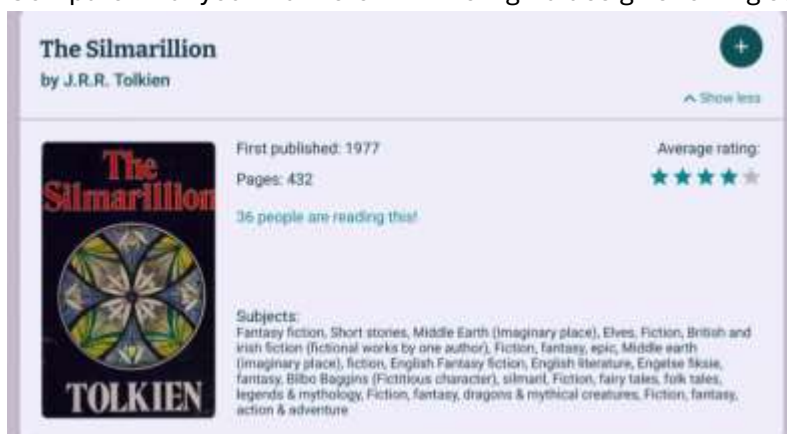 The Silmarillion
by J.R.R. Tolkien
+
Show less
The
Silmarillion
TOLKIEN
First published: 1977
Pages: 432
36 people are reading this!
Average rating:
Subjects:
Fantasy fiction, Short stories, Middle Earth (Imaginary place), Elves, Fiction, British and
irish fiction (fictional works by one author), Fiction, fantasy, epic, Middle earth
(imaginary place), fiction, English Fantasy fiction, English literature, Engelse fiksie,
fantasy, Bilbo Baggins (Fictitious character), silmaril, Fiction, fairy tales, folk tales,
legends & mythology, Fiction, fantasy, dragons & mythical creatures, Fiction, fantasy,
action & adventure